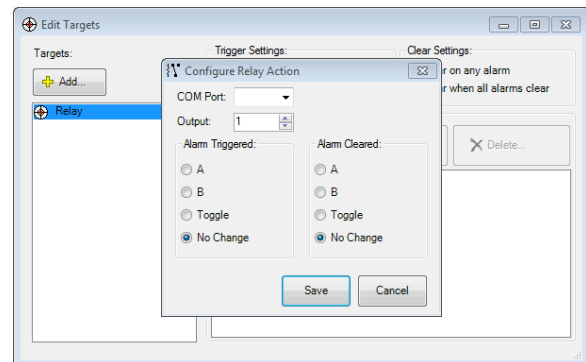 Edit Targets
Targets:
Trigger Settings:
Clear Settings:
Add...
r on any alarm
r when all alarms clear
Relay
Delete...
Configure Relay Action
COM Port:
Output:
1
Alarm Triggered:
Alarm Cleared:
A
A
B
B
Toggle
Toggle
No Change
No Change
Save
Cancel